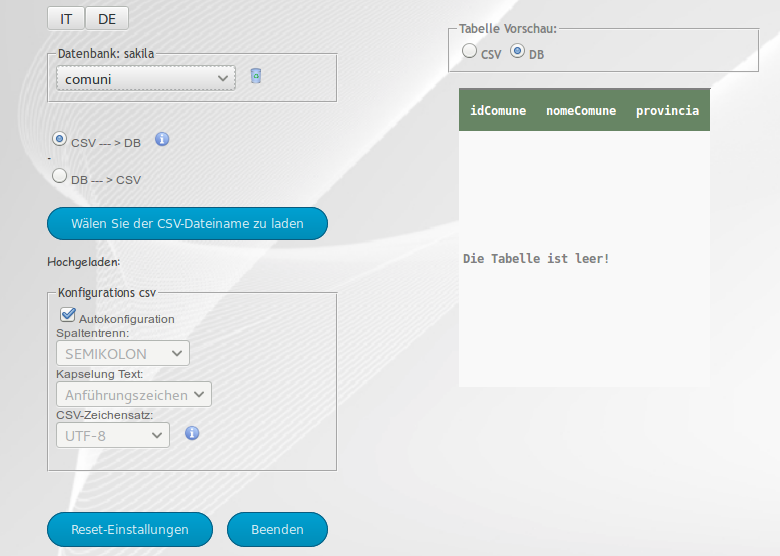 IT DE
Datenbank: sakila
comuni
CSV --- > DB
-
DB --- > CSV
Wälen Sie der CSV-Dateiname zu laden
Hochgeladen:
Konfigurations csv
Autokonfiguration
Spaltentrenn:
SEMIKOLON
Kapselung Text:
Anführungszeichen
CSV-Zeichensatz:
UTF-8
Reset-Einstellungen Beenden
Tabelle Vorschau:
CSV DB
idComune nomeComune provincia
Die Tabelle ist leer!